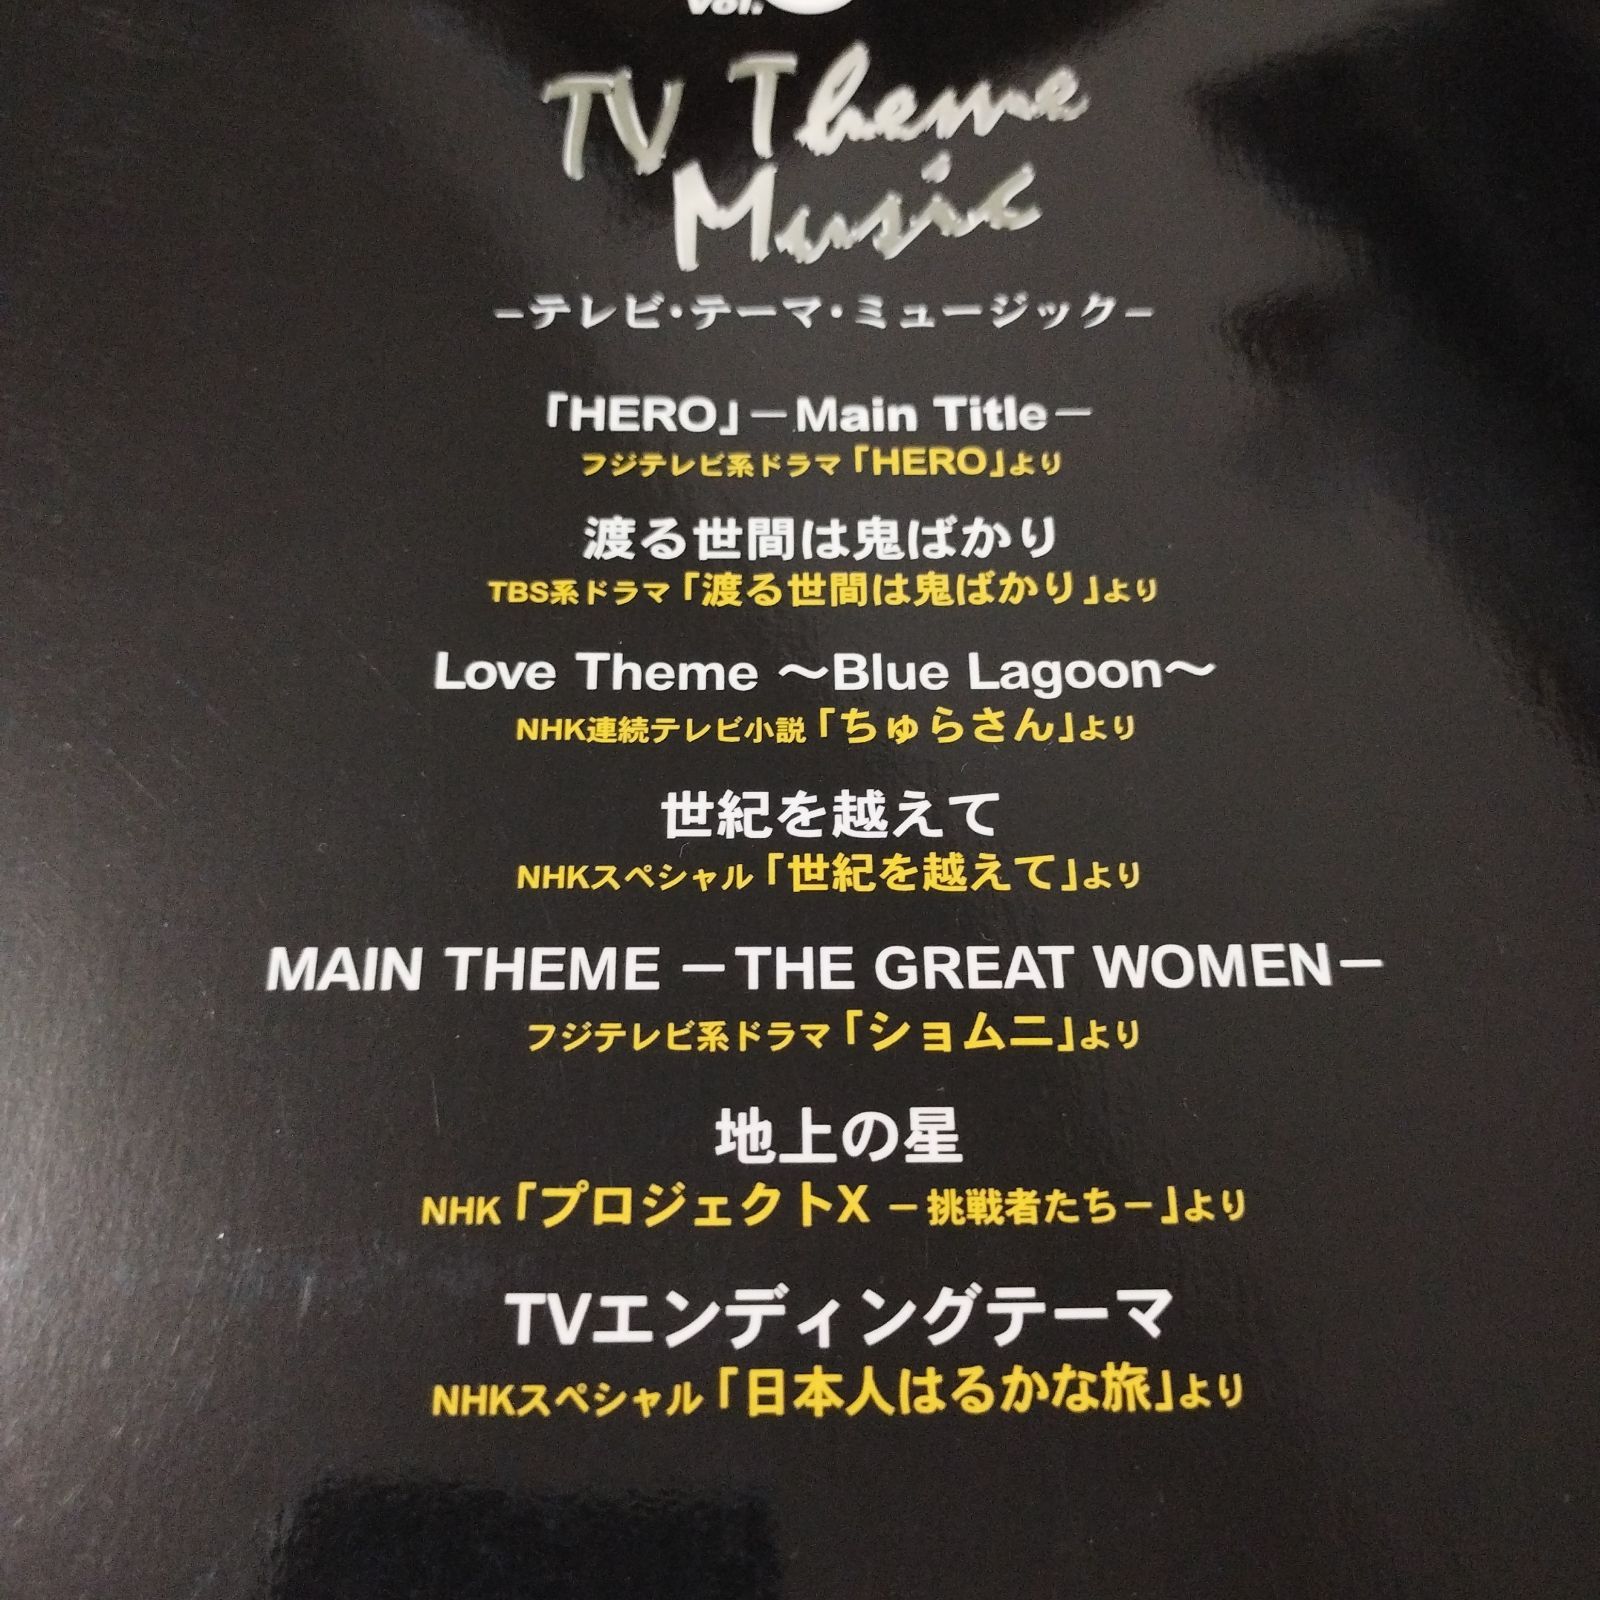 Vol.
TV Theme
Music
－テレビ・テーマ・ミュージック－
「HERO」－Main Title－
フジテレビ系ドラマ「HERO」より
渡る世間は鬼ばかり
TBS系ドラマ「渡る世間は鬼ばかり」より
Love Theme ～Blue Lagoon～
NHK連続テレビ小説「ちゅらさん」より
世紀を越えて
NHKスペシャル「世紀を越えて」より
MAIN THEME －THE GREAT WOMEN－
フジテレビ系ドラマ「ショムニ」より
地上の星
NHK「プロジェクトX －挑戦者たち－」より
TVエンディングテーマ
NHKスペシャル「日本人はるかな旅」より